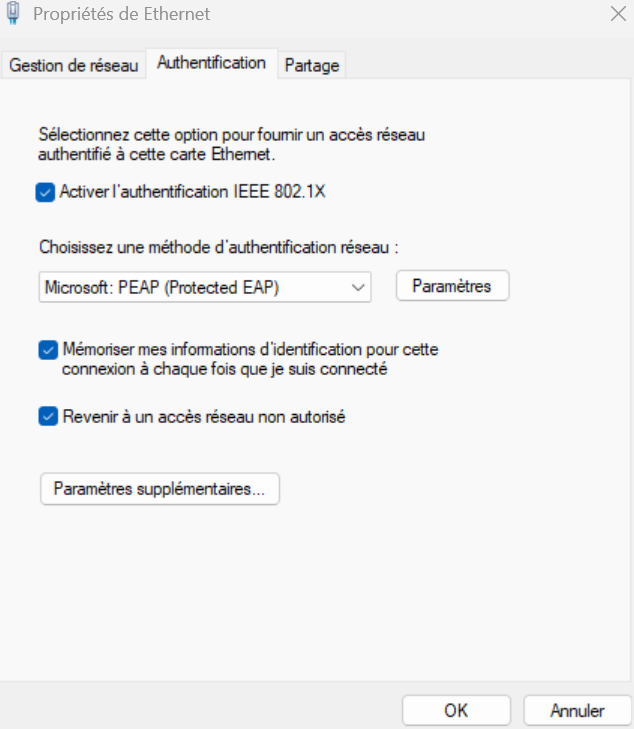 Propriétés de Ethernet
Gestion de réseau
Authentification
Partage
Sélectionnez cette option pour fournir un accès réseau
authentifié à cette carte Ethernet.
Activer l'authentification IEEE 802.1X
Choisissez une méthode d'authentification réseau :
Microsoft: PEAP (Protected EAP)
Paramètres
Mémoriser mes informations d'identification pour cette
connexion à chaque fois que je suis connecté
Revenir à un accès réseau non autorisé
Paramètres supplémentaires...
OK
Annuler